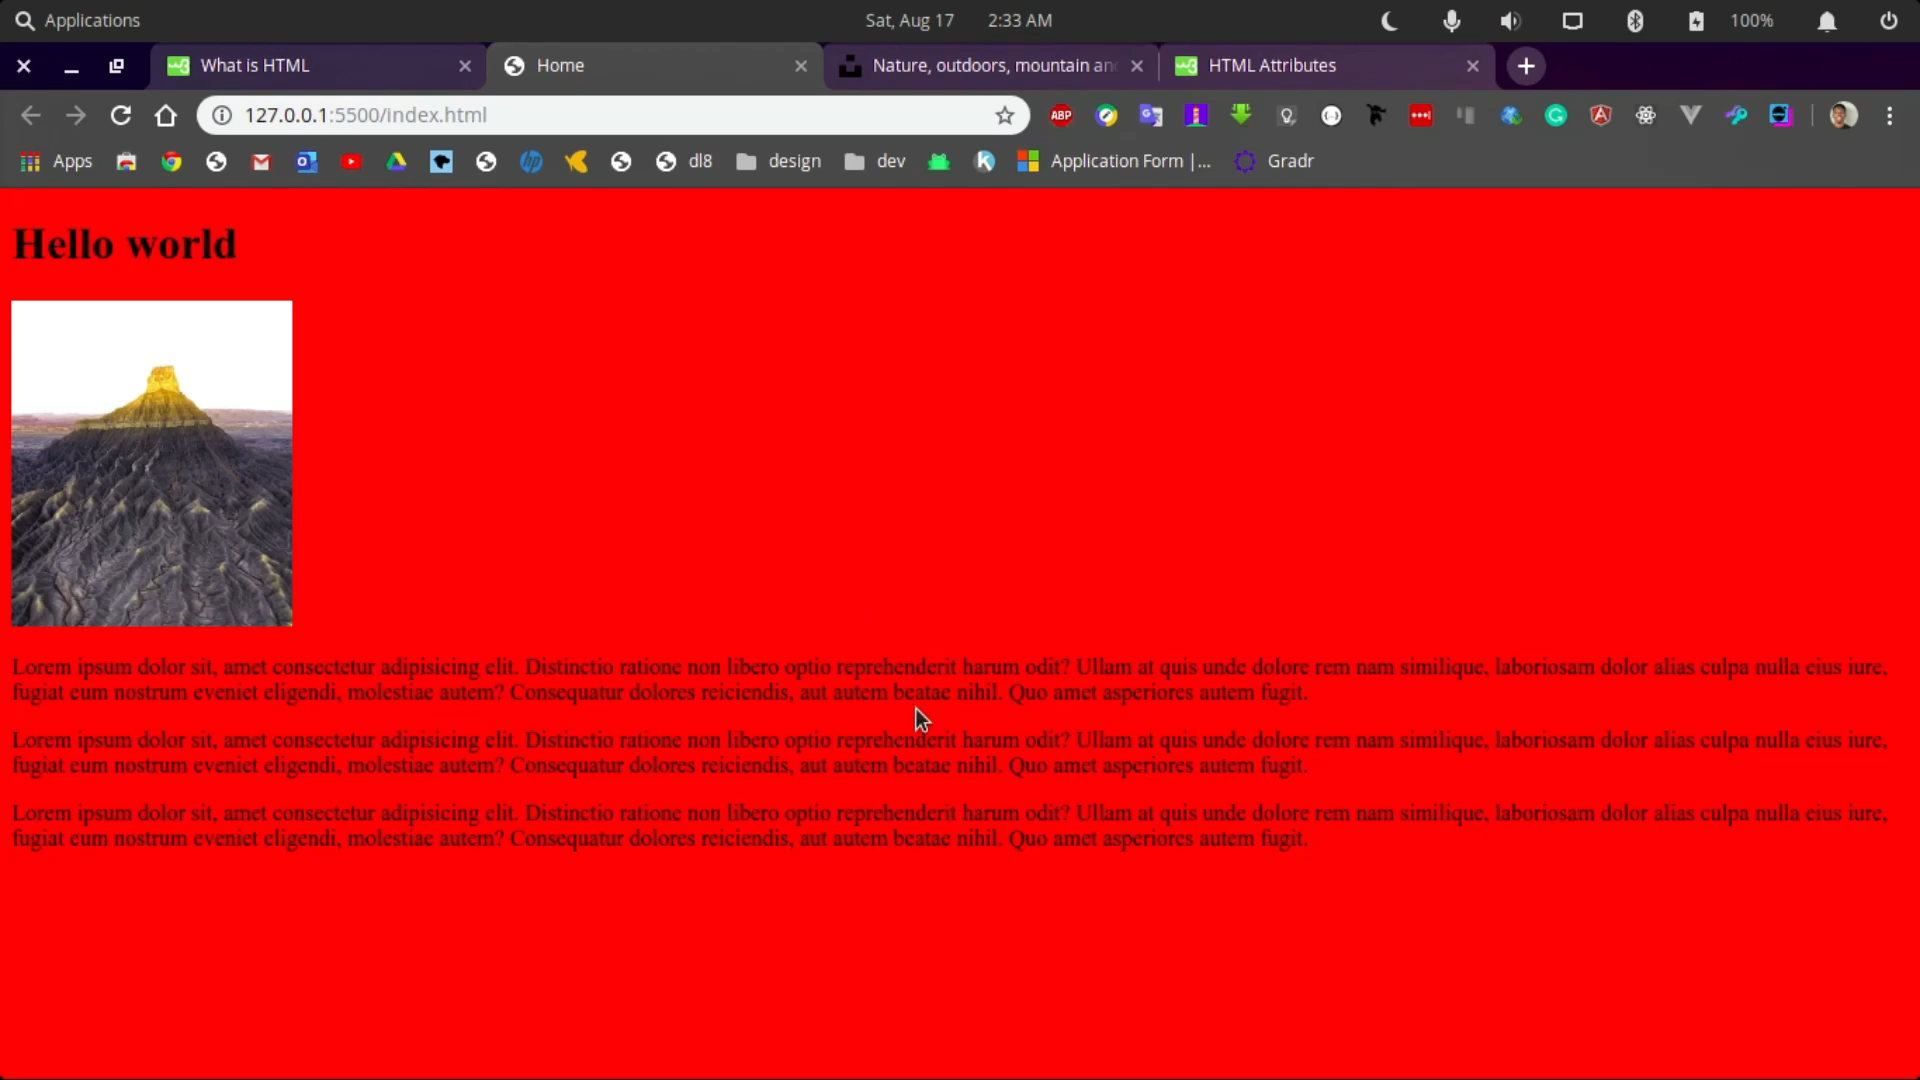 Applications
Sat, Aug 17 2:33 AM
100%
What is HTML
Home
Nature, outdoors, mountain an
HTML Attributes
127.0.0.1:5500/index.html
ABP
Apps
dl8
design
dev
Application Form |...
Gradr
Hello world
Lorem ipsum dolor sit, amet consectetur adipisicing elit. Distinctio ratione non libero optio reprehenderit harum odit? Ullam at quis unde dolore rem nam similique, laboriosam dolor alias culpa nulla eius iure,
fugiat eum nostrum eveniet eligendi, molestiae autem? Consequatur dolores reiciendis, aut autem beatae nihil. Quo amet asperiores autem fugit.
Lorem ipsum dolor sit, amet consectetur adipisicing elit. Distinctio ratione non libero optio reprehenderit harum odit? Ullam at quis unde dolore rem nam similique, laboriosam dolor alias culpa nulla eius iure,
fugiat eum nostrum eveniet eligendi, molestiae autem? Consequatur dolores reiciendis, aut autem beatae nihil. Quo amet asperiores autem fugit.
Lorem ipsum dolor sit, amet consectetur adipisicing elit. Distinctio ratione non libero optio reprehenderit harum odit? Ullam at quis unde dolore rem nam similique, laboriosam dolor alias culpa nulla eius iure,
fugiat eum nostrum eveniet eligendi, molestiae autem? Consequatur dolores reiciendis, aut autem beatae nihil. Quo amet asperiores autem fugit.